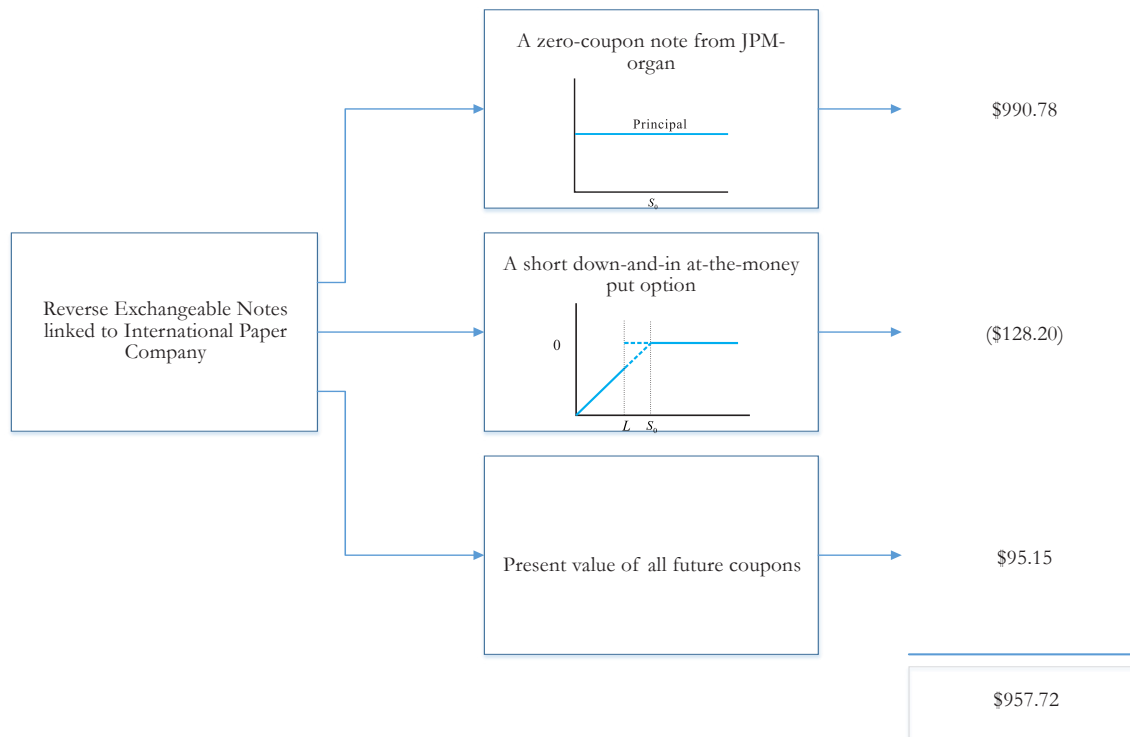 A zero-coupon note from JPM-
organ
Principal
S₀
$990.78
Reverse Exchangeable Notes
linked to International Paper
Company
A short down-and-in at-the-money
put option
0
L S₀
($128.20)
Present value of all future coupons
$95.15
$957.72